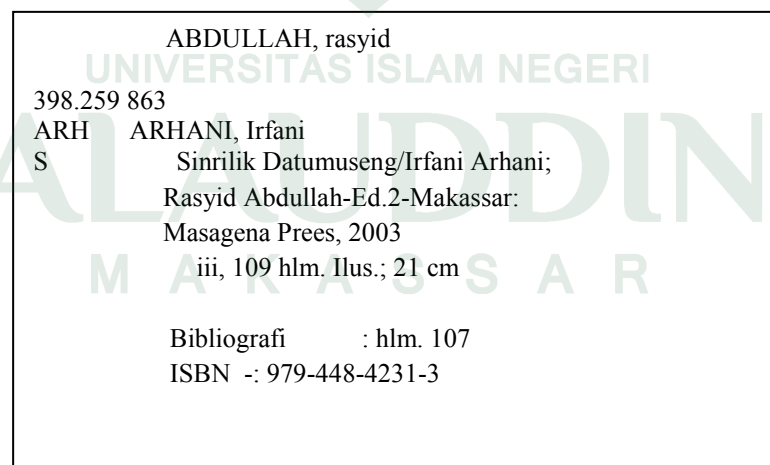 ABDULLAH, rasyid
UNIVERSITAS ISLAM NEGERI
398.259 863
ARH ARHANI, Irfani
ALAUDDIN
S Sinrilik Datumuseng/Irfani Arhani;
Rasyid Abdullah-Ed.2-Makassar:
Masagena Prees, 2003
iii, 109 hlm. Ilus.; 21 cm
MAKASSAR
Bibliografi : hlm. 107
ISBN -: 979-448-4231-3